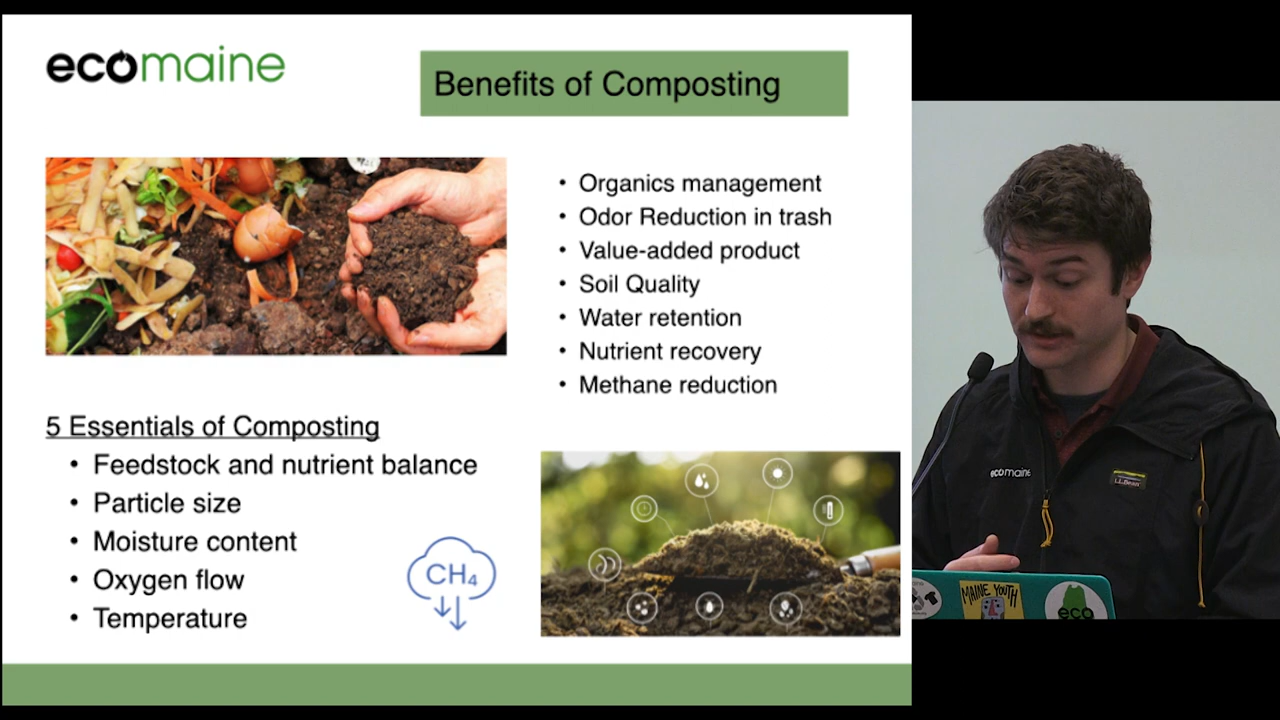 ecomaine
Benefits of Composting
• Organics management
• Odor Reduction in trash
• Value-added product
• Soil Quality
• Water retention
• Nutrient recovery
• Methane reduction
5 Essentials of Composting
• Feedstock and nutrient balance
• Particle size
• Moisture content
• Oxygen flow
• Temperature
CH₄
ecomaine
L.L.Bean
MAINE YOUTH
eco